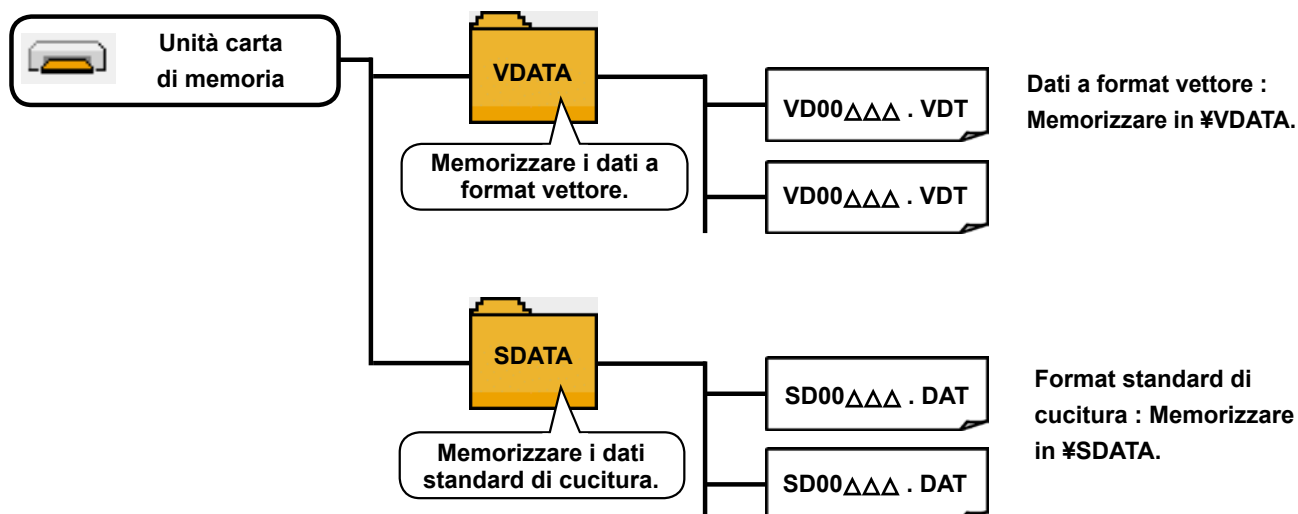 Unità carta
di memoria
VDATA
Memorizzare i dati a
format vettore.
VD00△△△ . VDT
VD00△△△ . VDT
Dati a format vettore :
Memorizzare in ¥VDATA.
SDATA
Memorizzare i dati
standard di cucitura.
SD00△△△ . DAT
SD00△△△ . DAT
Format standard di
cucitura : Memorizzare
in ¥SDATA.